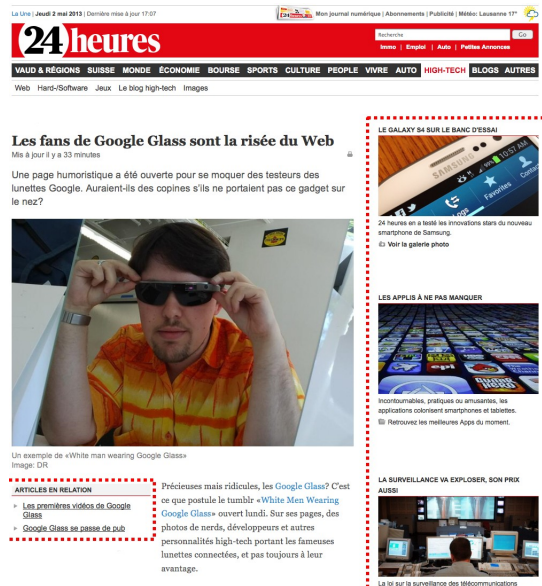 La Une | Jeudi 2 mai 2013 | Dernière mise à jour 17:07
Mon journal numérique | Abonnements | Publicité | Météo: Lausanne 17°
24 heures
Recherche
Go
Immo | Emploi | Auto | Petites Annonces
VAUD & RÉGIONS SUISSE MONDE ÉCONOMIE BOURSE SPORTS CULTURE PEOPLE VIVRE AUTO HIGH-TECH BLOGS AUTRES
Web Hard-/Software Jeux Le blog high-tech Images
Les fans de Google Glass sont la risée du Web
Mis à jour il y a 33 minutes
Une page humoristique a été ouverte pour se moquer des testeurs des
lunettes Google. Auraient-ils des copines s'ils ne portaient pas ce gadget sur
le nez?
Un exemple de «White man wearing Google Glass»
Image: DR
ARTICLES EN RELATION
Les premières vidéos de Google
Glass
Google Glass se passe de pub
Précieuses mais ridicules, les Google Glass? C'est
ce que postule le tumblr «White Men Wearing
Google Glass» ouvert lundi. Sur ses pages, des
photos de nerds, développeurs et autres
personnalités high-tech portant les fameuses
lunettes connectées, et pas toujours à leur
avantage.
LE GALAXY S4 SUR LE BANC D'ESSAI
SAMSUNG
99% 10:57 AM
Logs
Favorites
Contacts
24 heures en a testé les innovations stars du nouveau
smartphone de Samsung.
Voir la galerie photo
LES APPLIS À NE PAS MANQUER
Incontournables, pratiques ou amusantes, les
applications colonisent smartphones et tablettes.
Retrouvez les meilleures Apps du moment.
LA SURVEILLANCE VA EXPLOSER, SON PRIX
AUSSI
La loi sur la surveillance des télécommunications